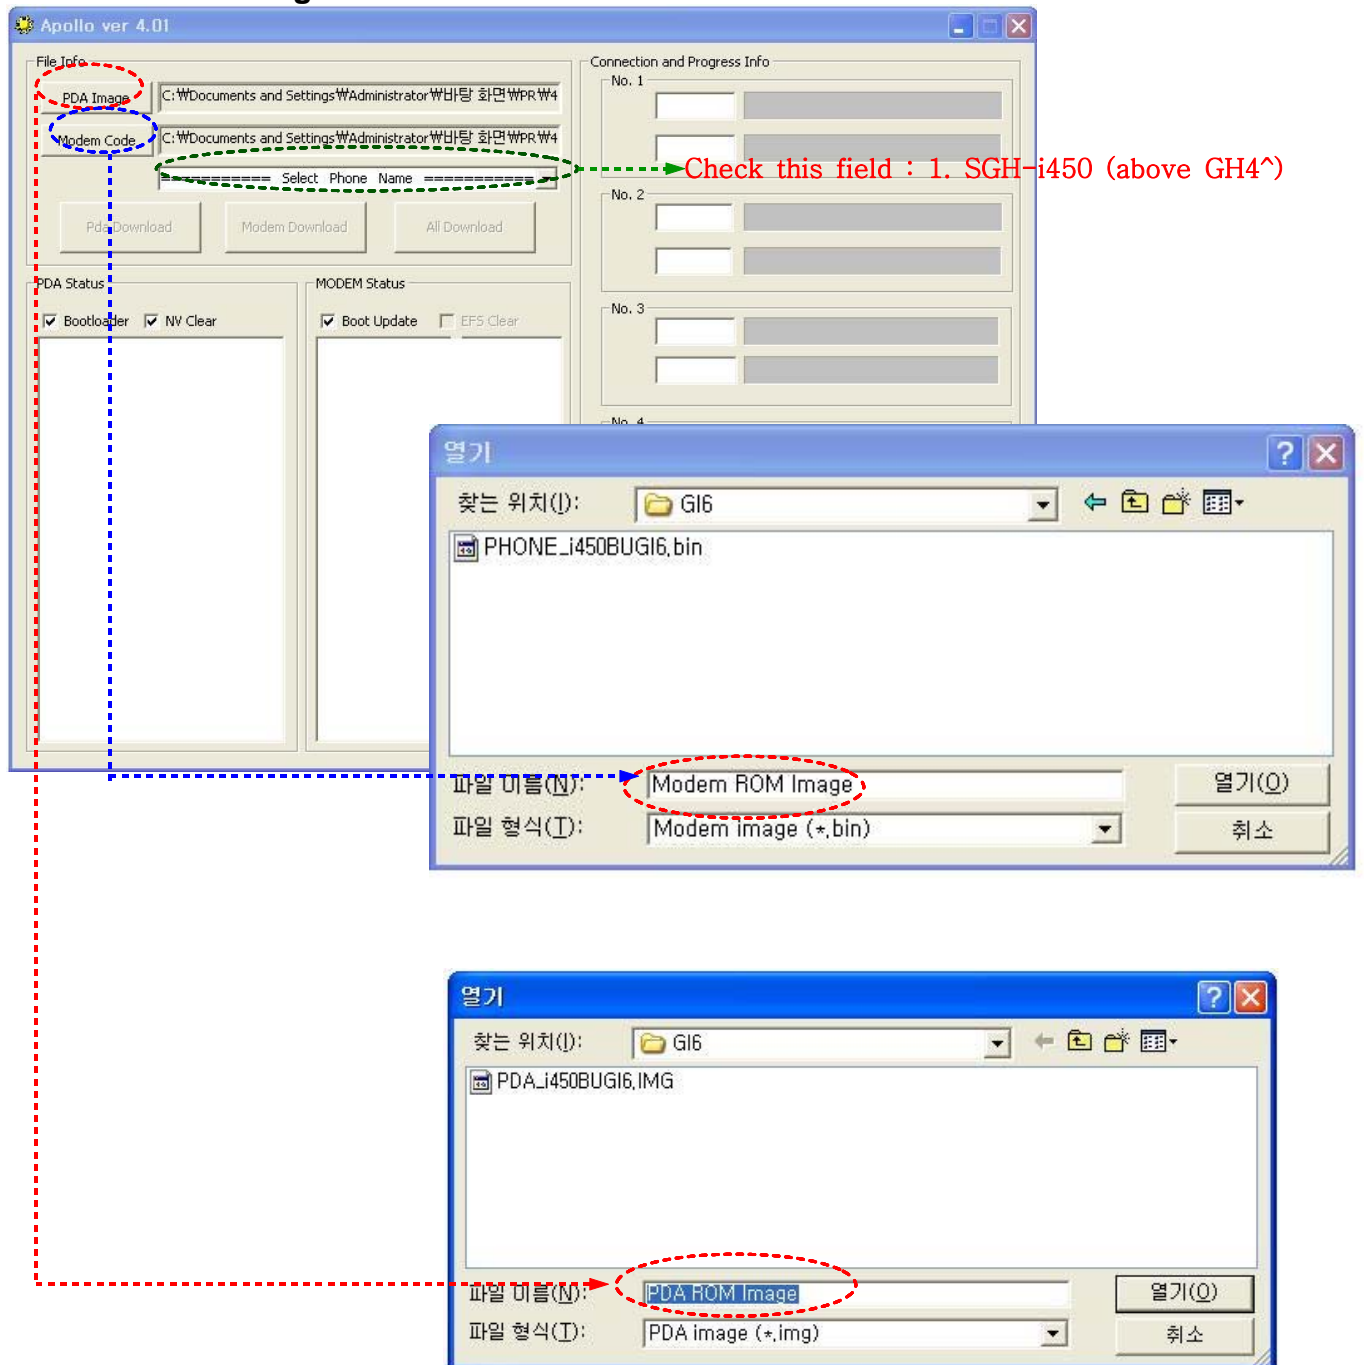 Apollo ver 4.01
File Info
PDA Image
C:₩Documents and Settings₩Administrator₩바탕 화면₩PR₩4
Modem Code
C:₩Documents and Settings₩Administrator₩바탕 화면₩PR₩4
=========== Select Phone Name ===========
Pda Download
Modem Download
All Download
PDA Status
Bootloader
NV Clear
MODEM Status
Boot Update
EFS Clear
Connection and Progress Info
No. 1
Check this field : 1. SGH-i450 (above GH4^)
No. 2
No. 3
No. 4
열기
찾는 위치(I):
GI6
PHONE_i450BUGI6.bin
파일 이름(N):
Modem ROM Image
열기(O)
파일 형식(T):
Modem image (*.bin)
취소
열기
찾는 위치(I):
GI6
PDA_i450BUGI6.IMG
파일 이름(N):
PDA ROM Image
열기(O)
파일 형식(T):
PDA image (*.img)
취소